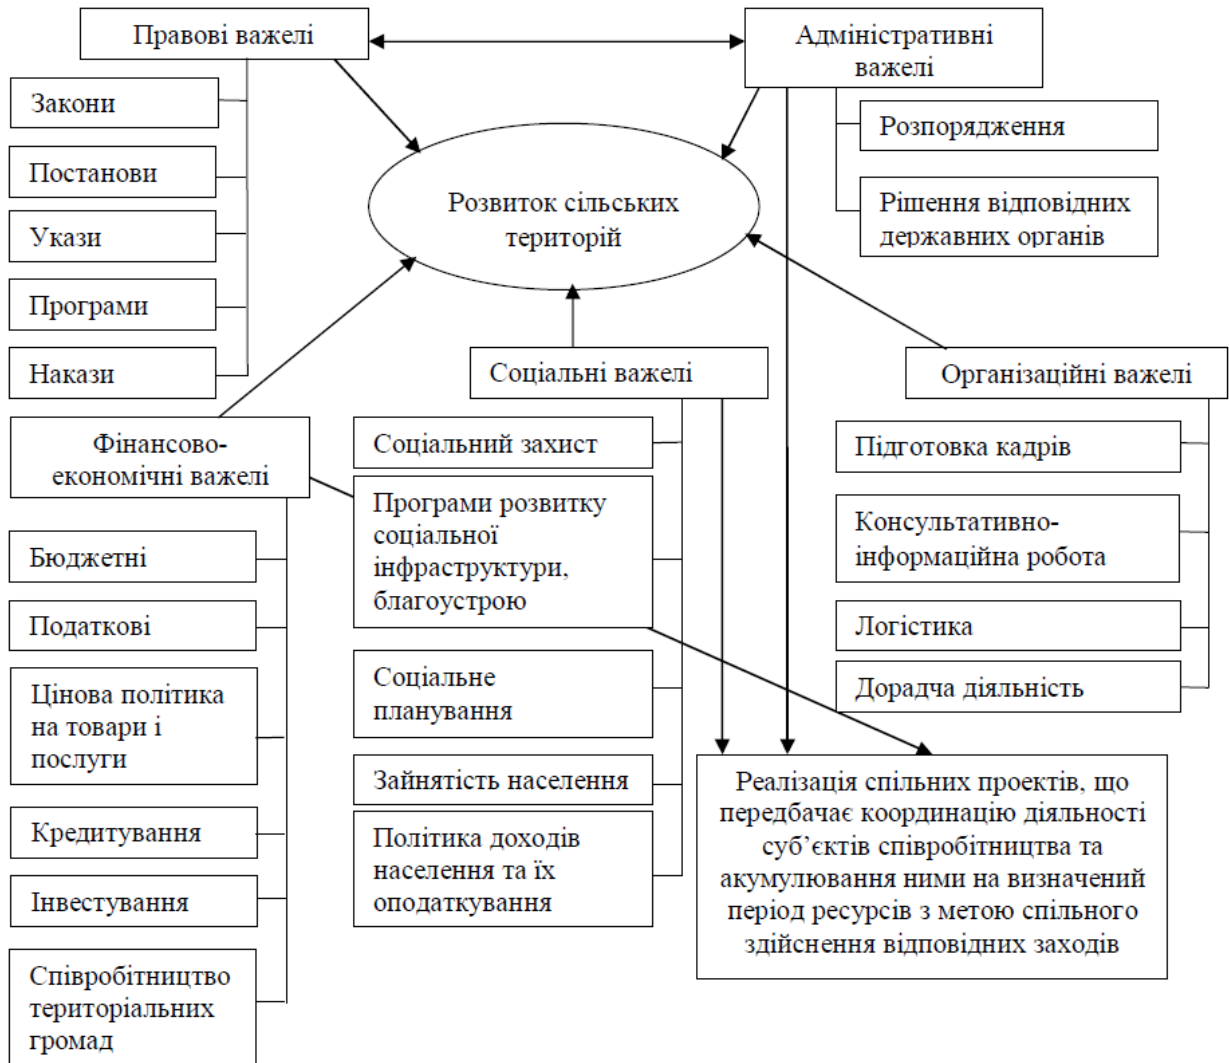 Правові важелі
Адміністративні
важелі
Закони
Постанови
Укази
Програми
Накази
Розпорядження
Рішення відповідних
державних органів
Розвиток сільських
територій
Соціальні важелі
Організаційні важелі
Фінансово-
економічні важелі
Бюджетні
Податкові
Цінова політика
на товари і
послуги
Кредитування
Інвестування
Співробітництво
територіальних
громад
Соціальний захист
Програми розвитку
соціальної
інфраструктури,
благоустрою
Соціальне
планування
Зайнятість населення
Політика доходів
населення та їх
оподаткування
Підготовка кадрів
Консультативно-
інформаційна робота
Логістика
Дорадча діяльність
Реалізація спільних проектів, що
передбачає координацію діяльності
суб’єктів співробітництва та
акумулювання ними на визначений
період ресурсів з метою спільного
здійснення відповідних заходів